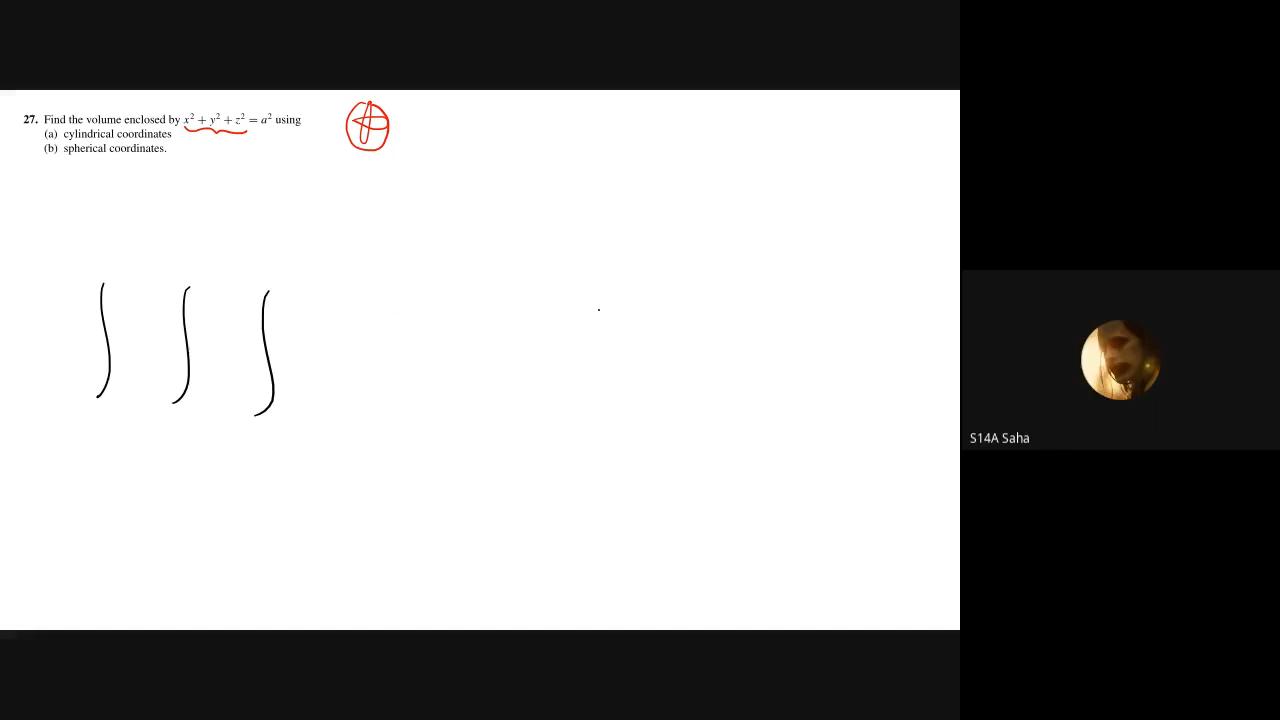 27. Find the volume enclosed by x² + y² + z² = a² using
(a) cylindrical coordinates
(b) spherical coordinates.
∫ ∫ ∫
S14A Saha